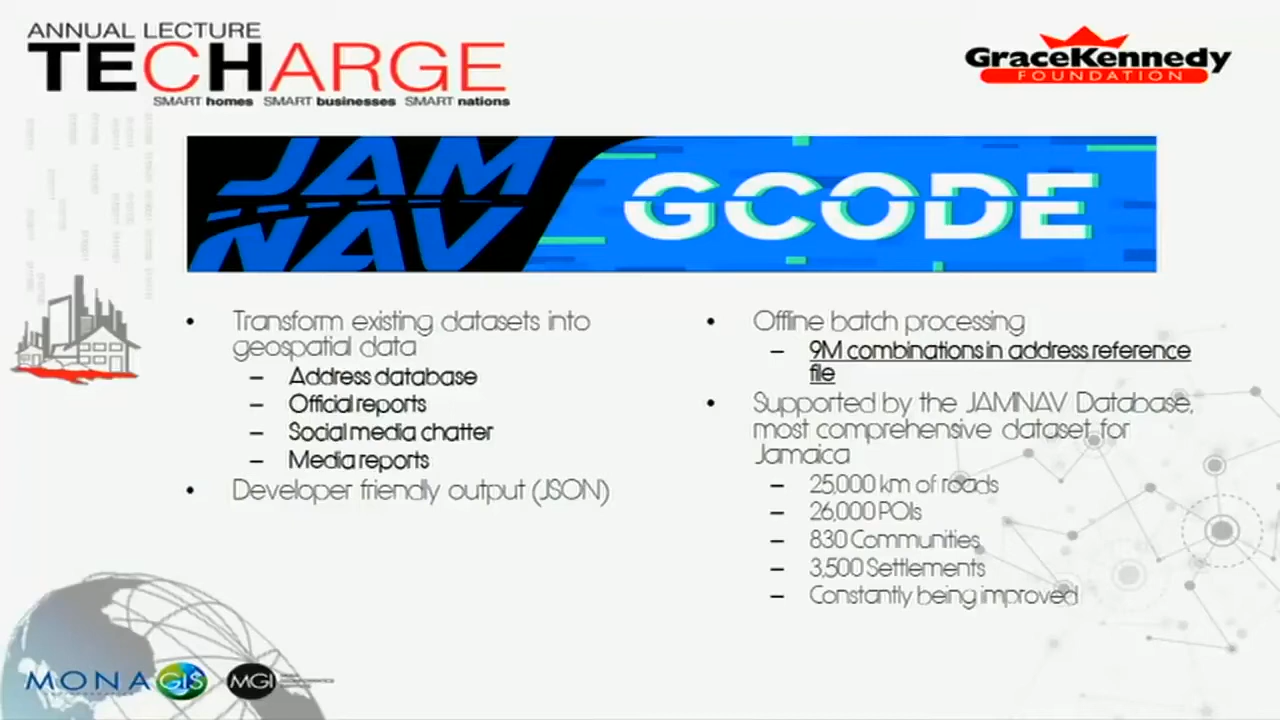 ANNUAL LECTURE
TECHARGE
SMART homes SMART businesses SMART nations
GraceKennedy
FOUNDATION
JAM
NAV
GCODE
• Transform existing datasets into
geospatial data
– Address database
– Official reports
– Social media chatter
– Media reports
• Developer friendly output (JSON)
• Offline batch processing
– 9M combinations in address reference
file
• Supported by the JAMNAV Database,
most comprehensive dataset for
Jamaica
– 25,000 km of roads
– 26,000 POIs
– 830 Communities
– 3,500 Settlements
– Constantly being improved
MONA GIS
MGI